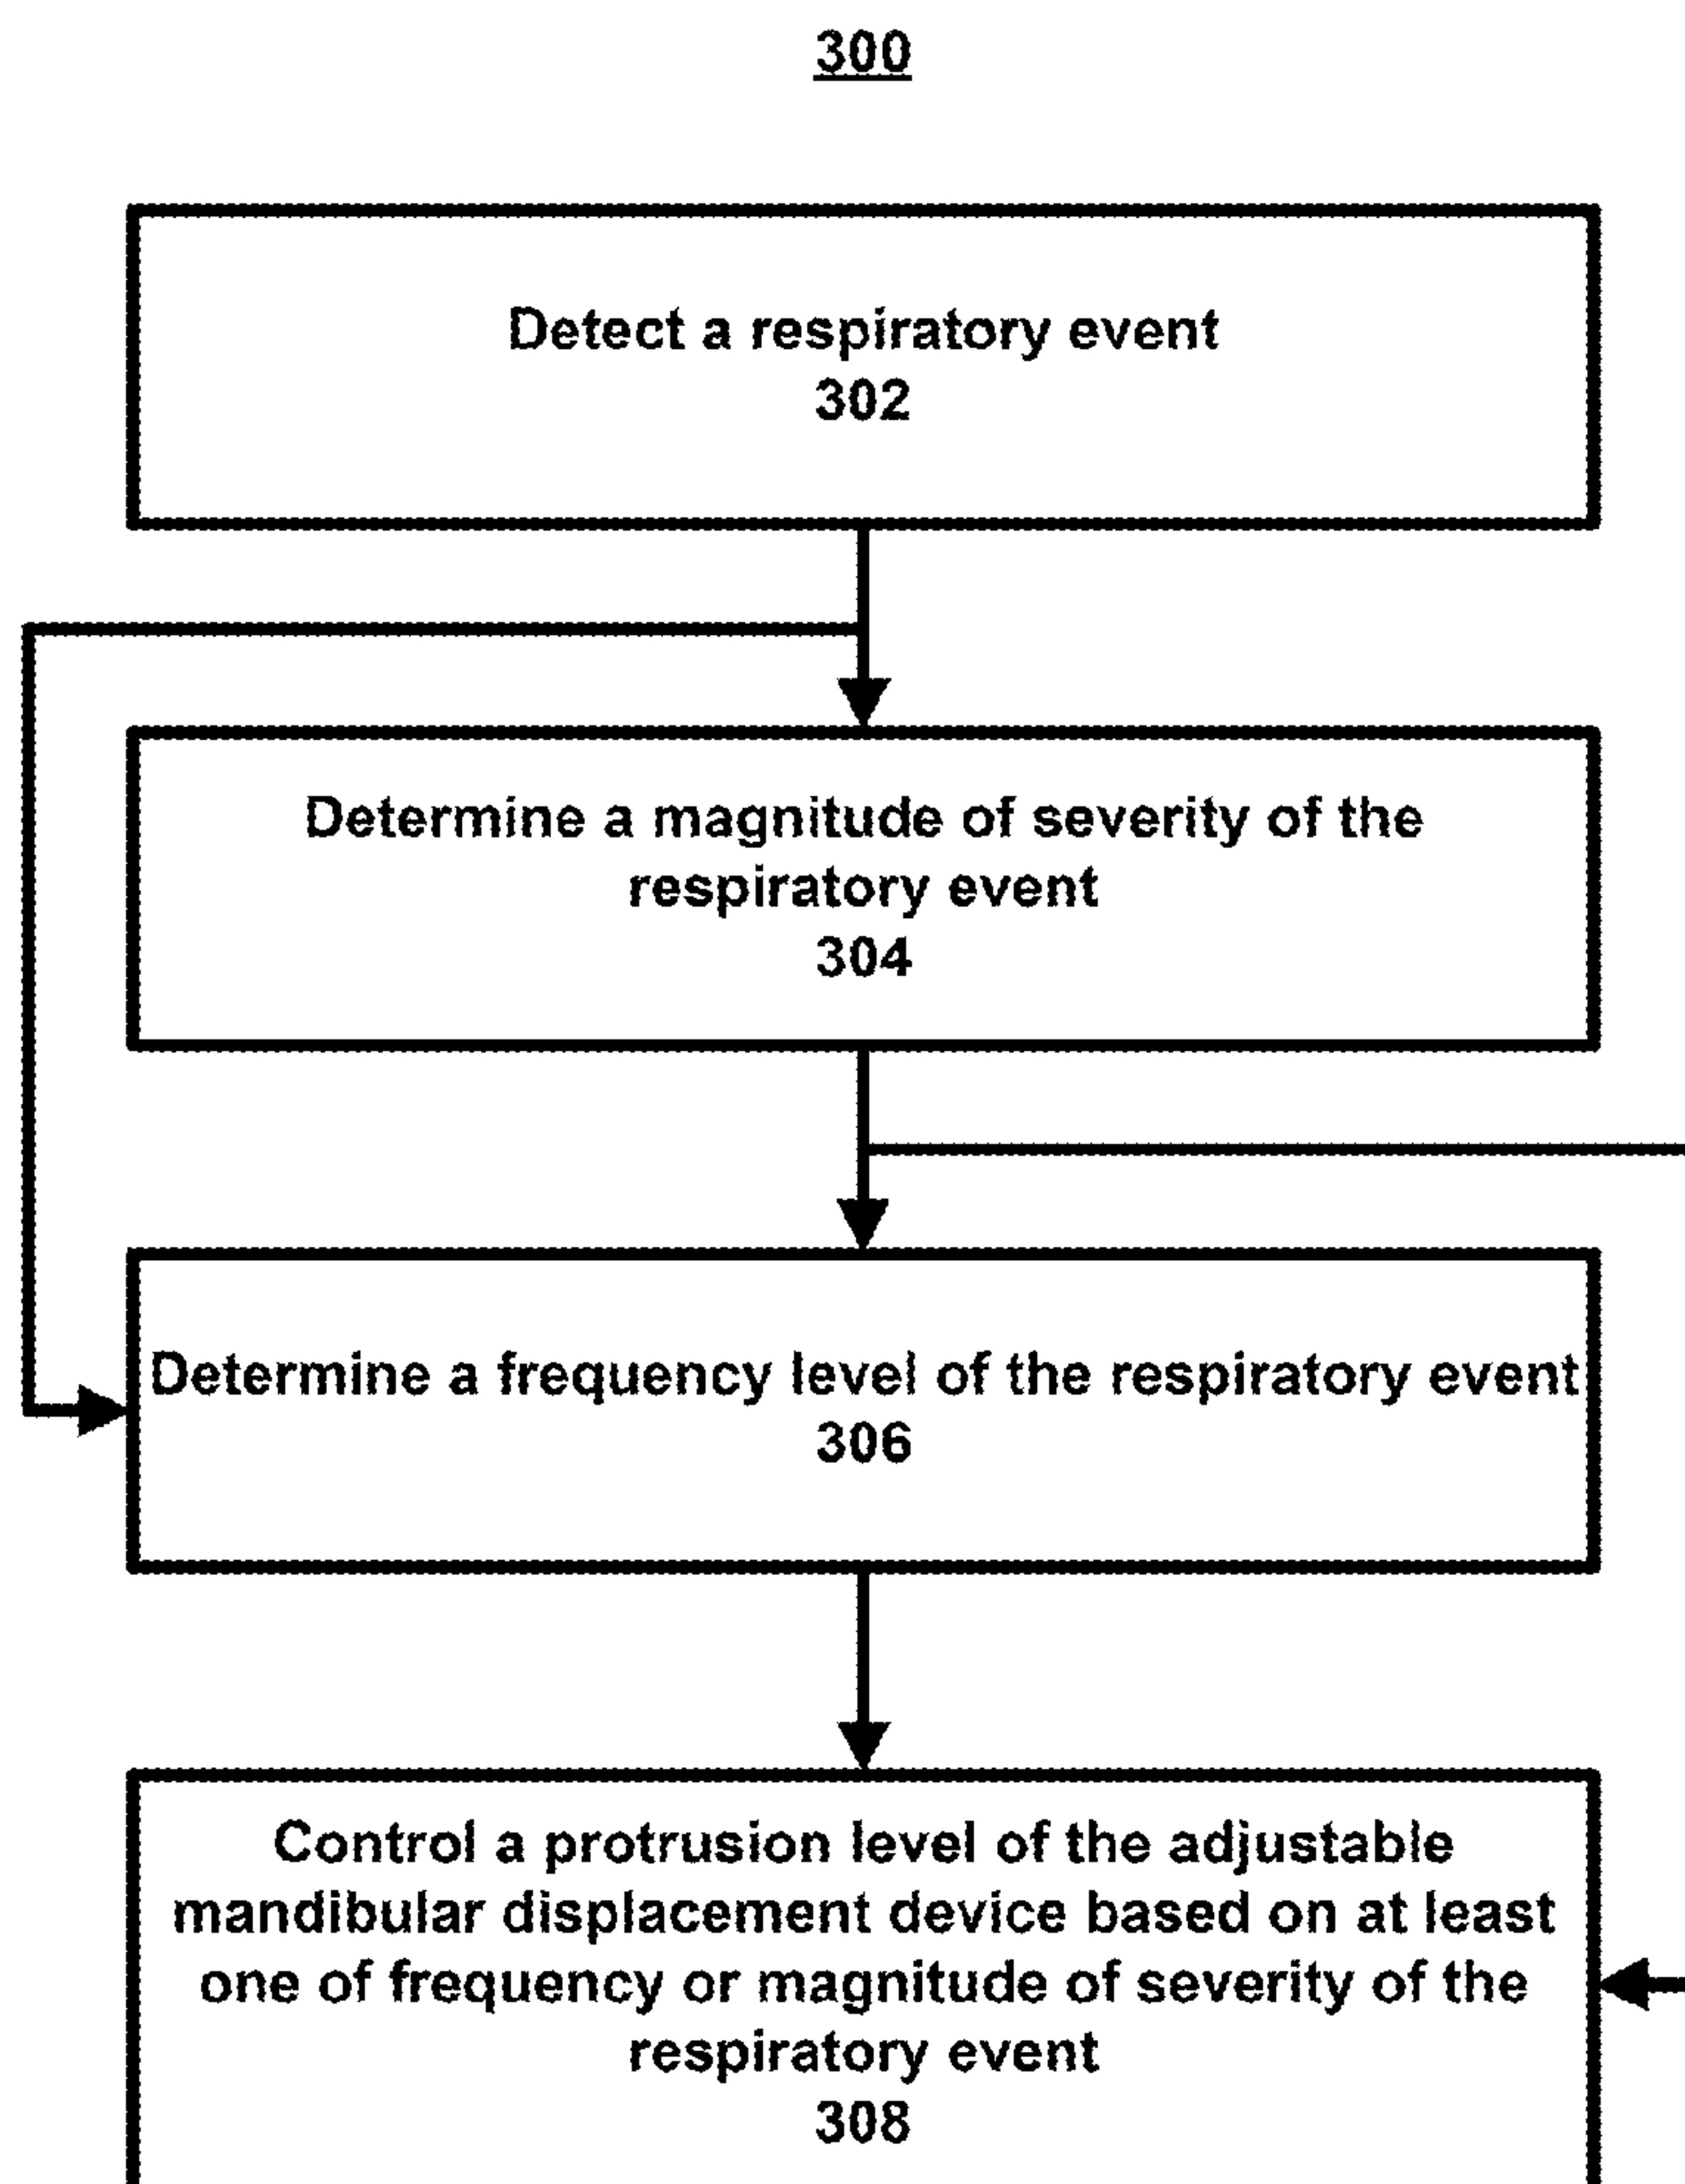 300
Detect a respiratory event
302
Determine a magnitude of severity of the
respiratory event
304
Determine a frequency level of the respiratory event
306
Control a protrusion level of the adjustable
mandibular displacement device based on at least
one of frequency or magnitude of severity of the
respiratory event
308